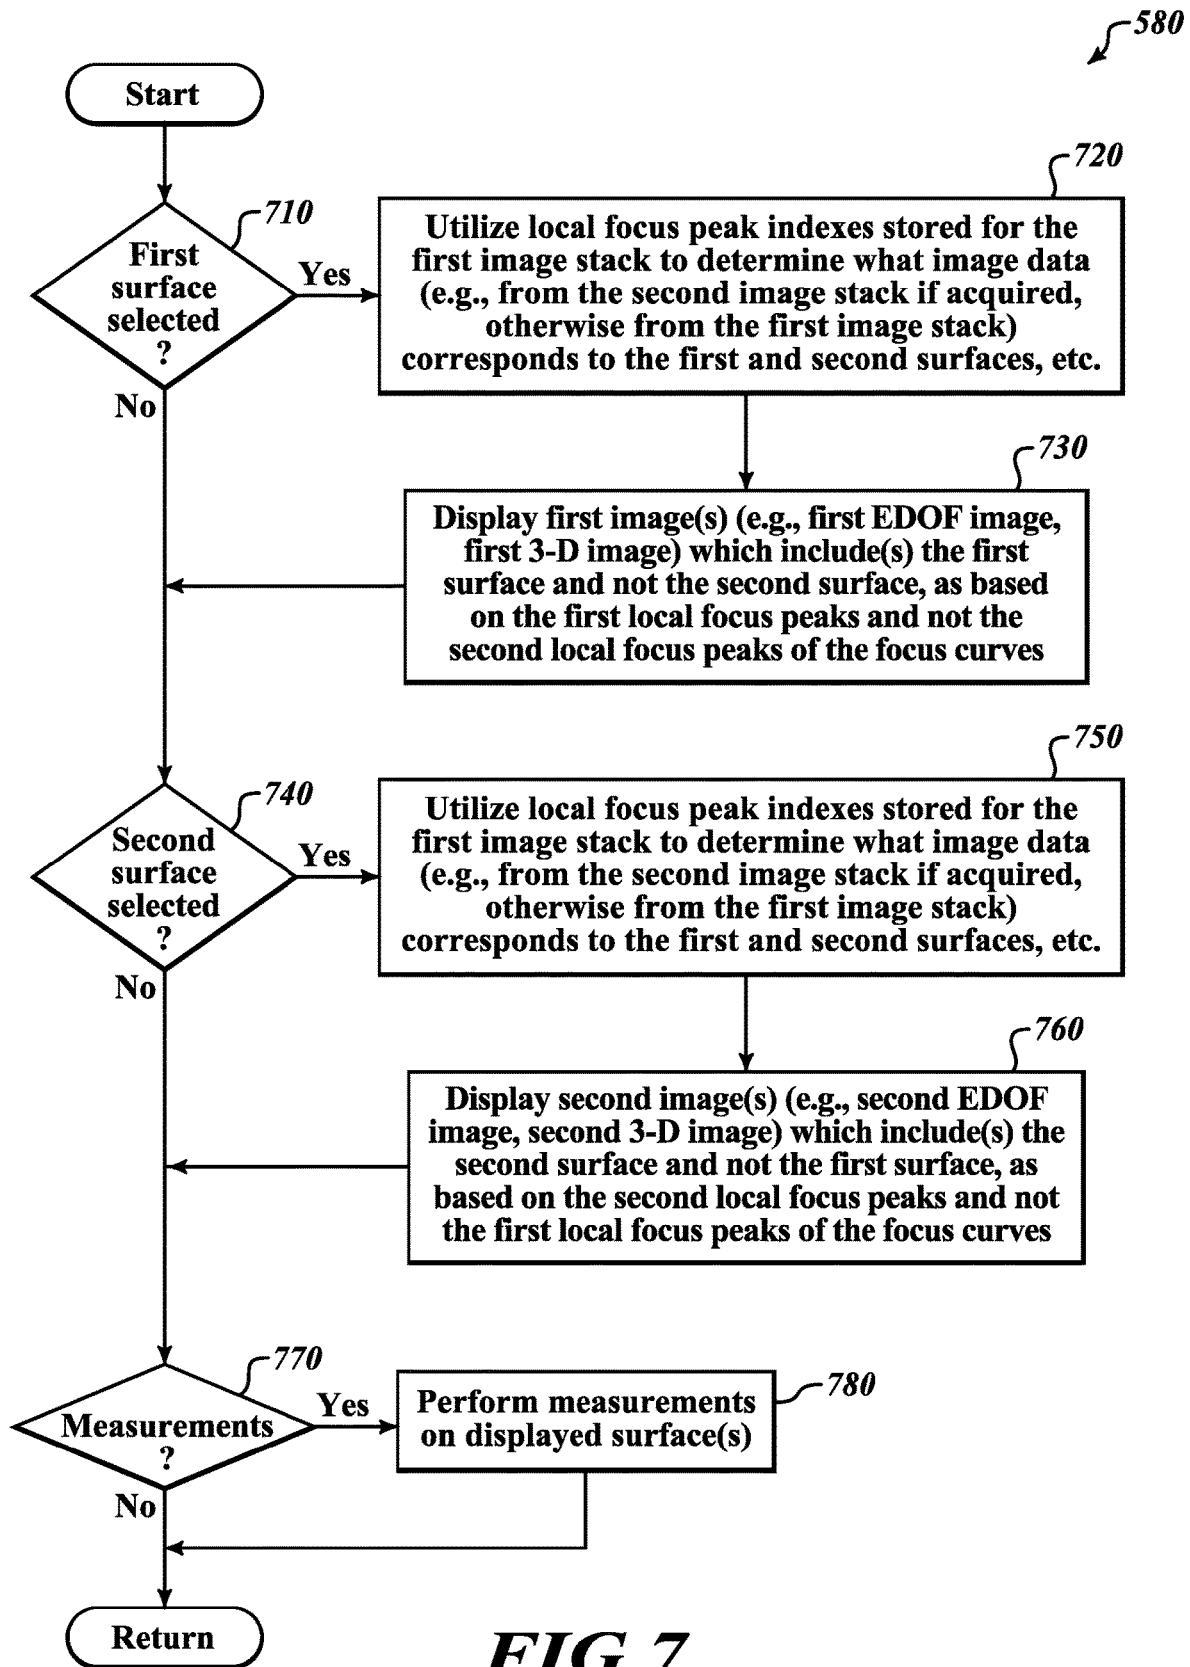 580
Start
710
First
surface
selected
?
Yes
No
720
Utilize local focus peak indexes stored for the
first image stack to determine what image data
(e.g., from the second image stack if acquired,
otherwise from the first image stack)
corresponds to the first and second surfaces, etc.
730
Display first image(s) (e.g., first EDOF image,
first 3-D image) which include(s) the first
surface and not the second surface, as based
on the first local focus peaks and not the
second local focus peaks of the focus curves
740
Second
surface
selected
?
Yes
No
750
Utilize local focus peak indexes stored for the
first image stack to determine what image data
(e.g., from the second image stack if acquired,
otherwise from the first image stack)
corresponds to the first and second surfaces, etc.
760
Display second image(s) (e.g., second EDOF
image, second 3-D image) which include(s) the
second surface and not the first surface, as
based on the second local focus peaks and not
the first local focus peaks of the focus curves
770
Measurements
?
Yes
No
780
Perform measurements
on displayed surface(s)
Return
FIG.7